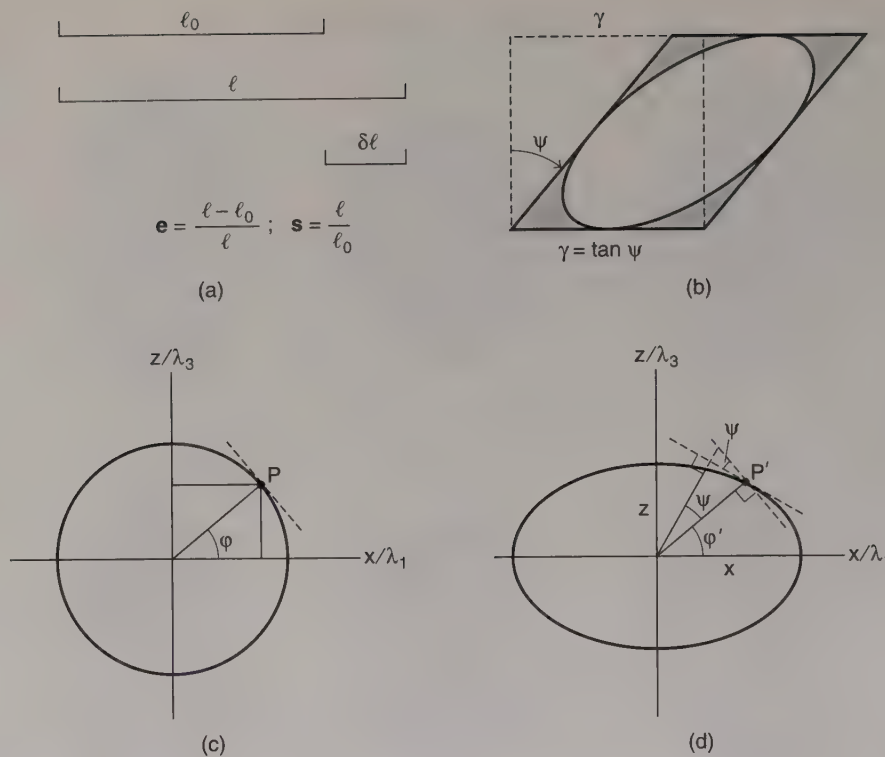 ℓ₀
ℓ
δℓ
e = (ℓ − ℓ₀)/ℓ ; s = ℓ/ℓ₀
(a)
γ
ψ
γ = tan ψ
(b)
z/λ₃
P
φ
x/λ₁
(c)
z/λ₃
ψ
P′
ψ
z
φ′
x
x/λ
(d)